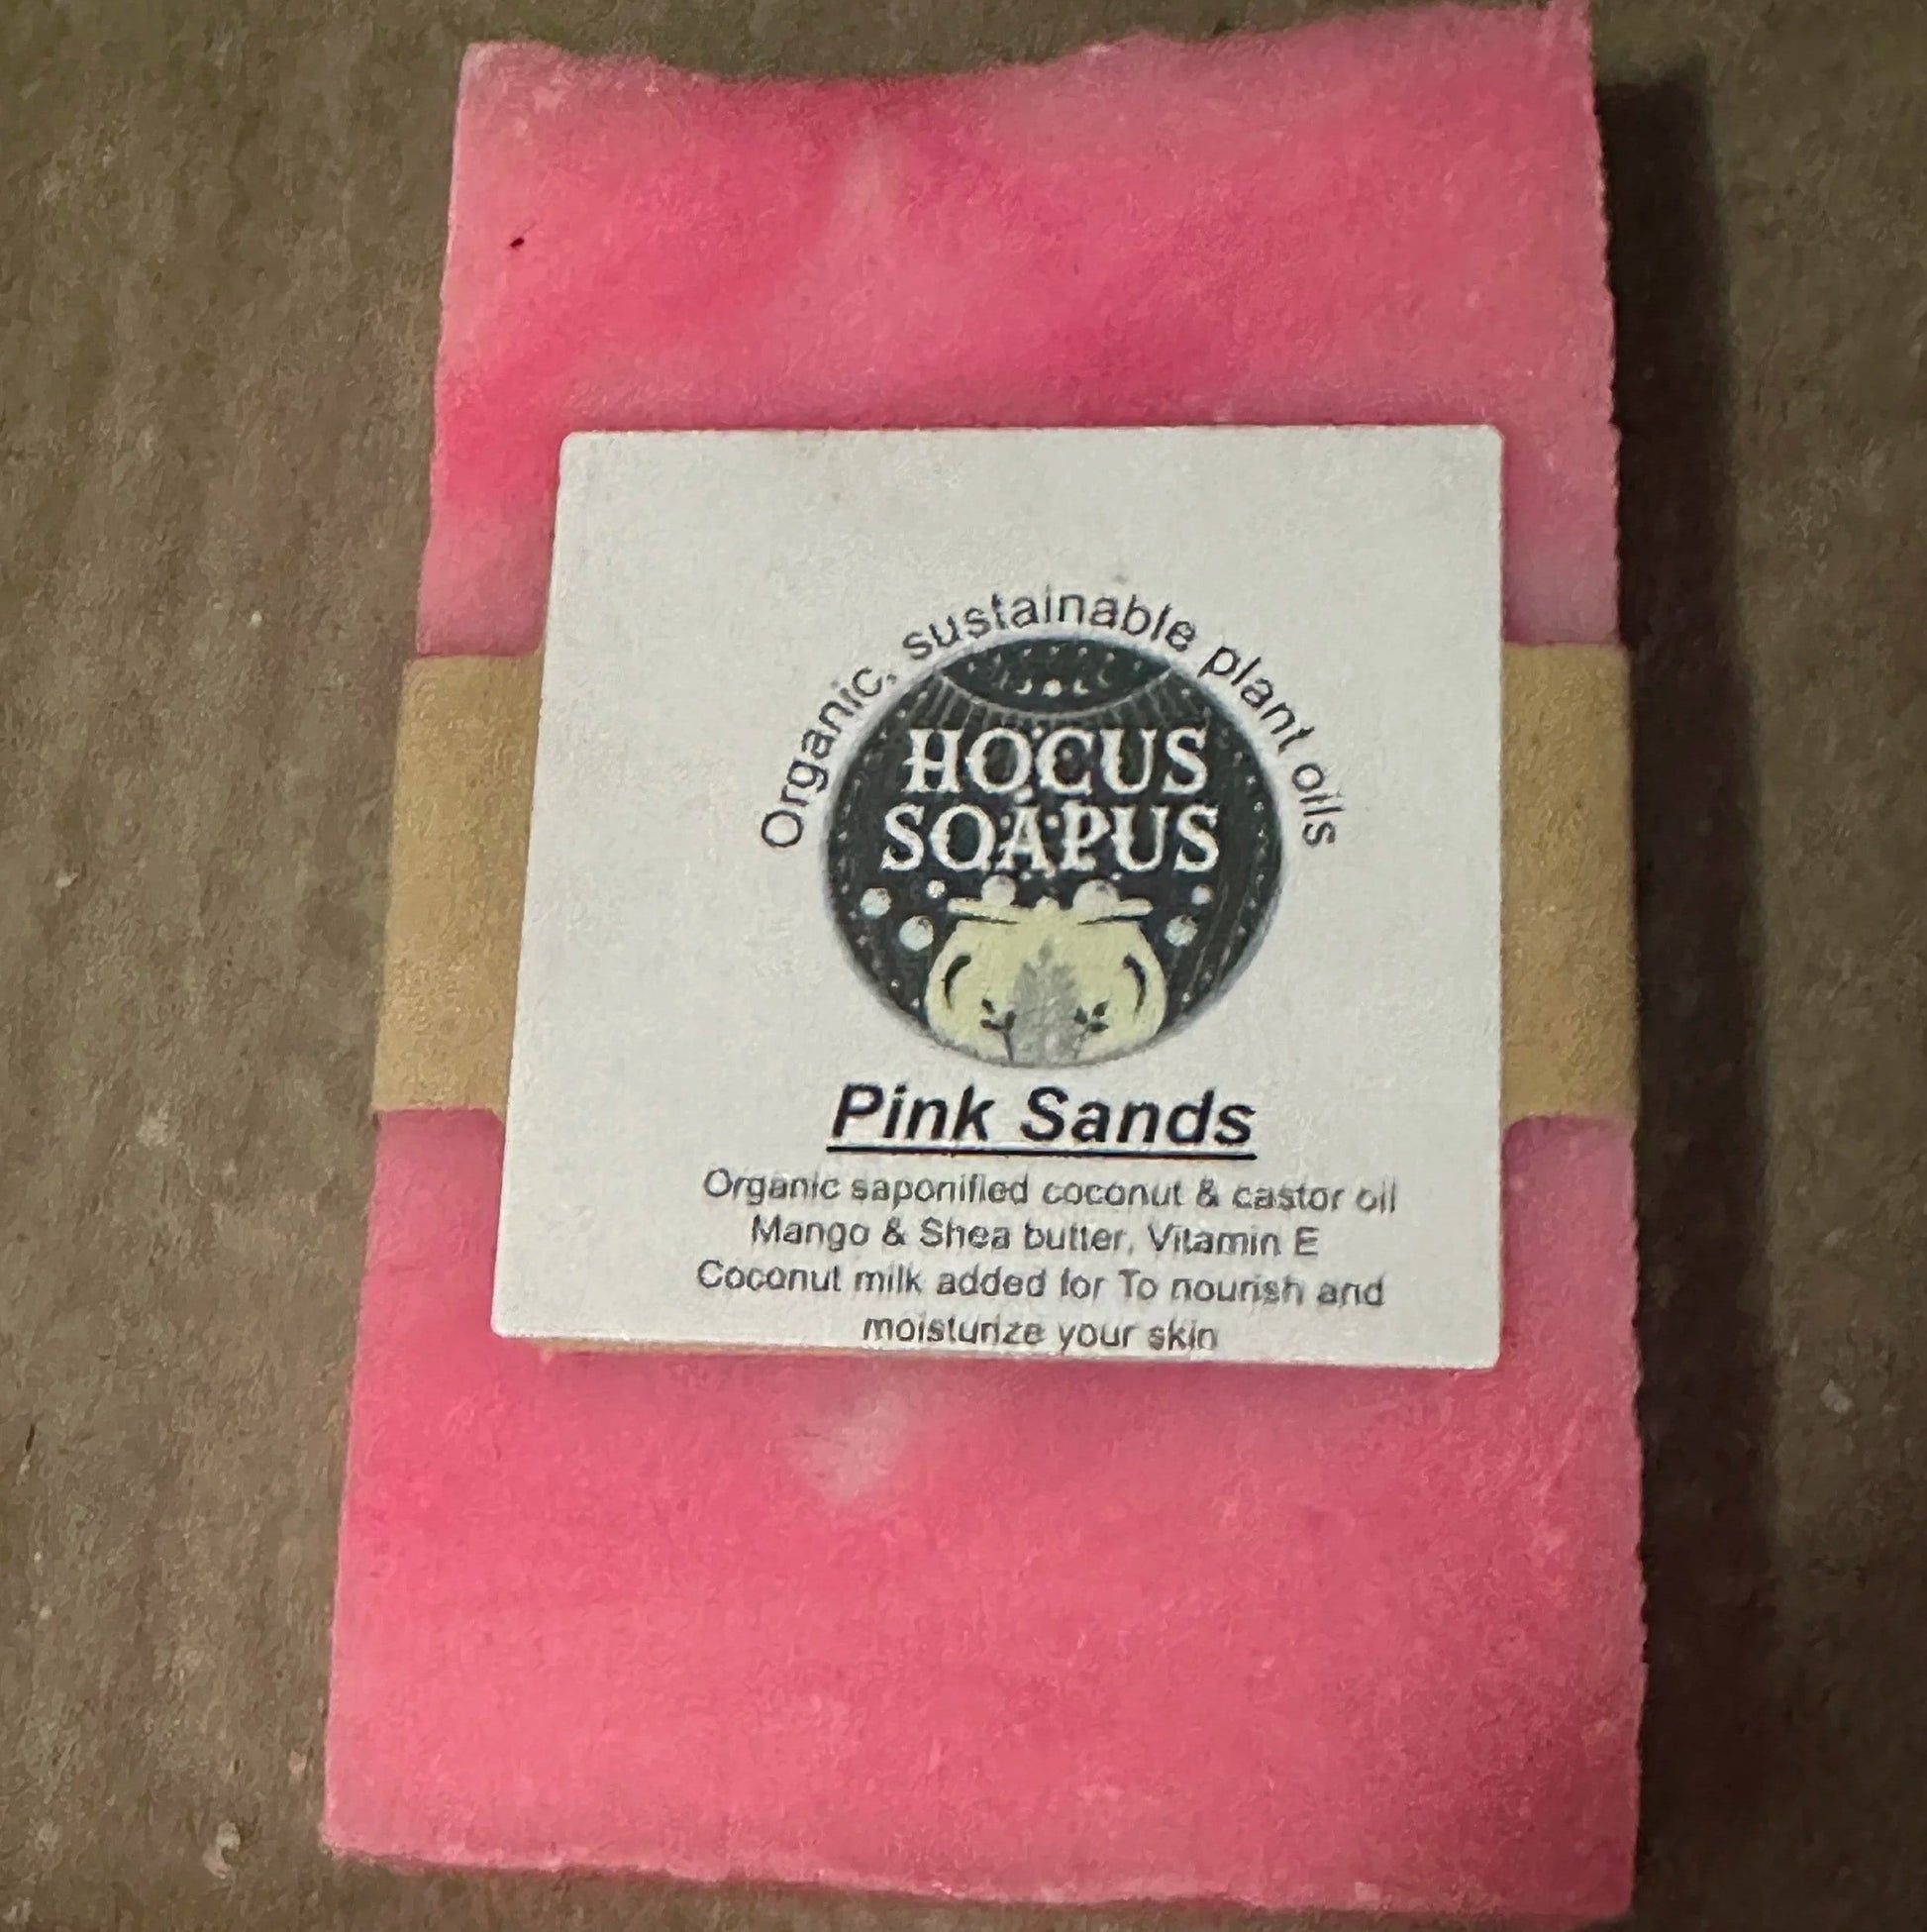 Organic, sustainable plant oils
HOCUS
SOAPUS
Pink Sands
Organic saponified coconut & castor oil
Mango & Shea butter, Vitamin E
Coconut milk added for To nourish and
moisturize your skin